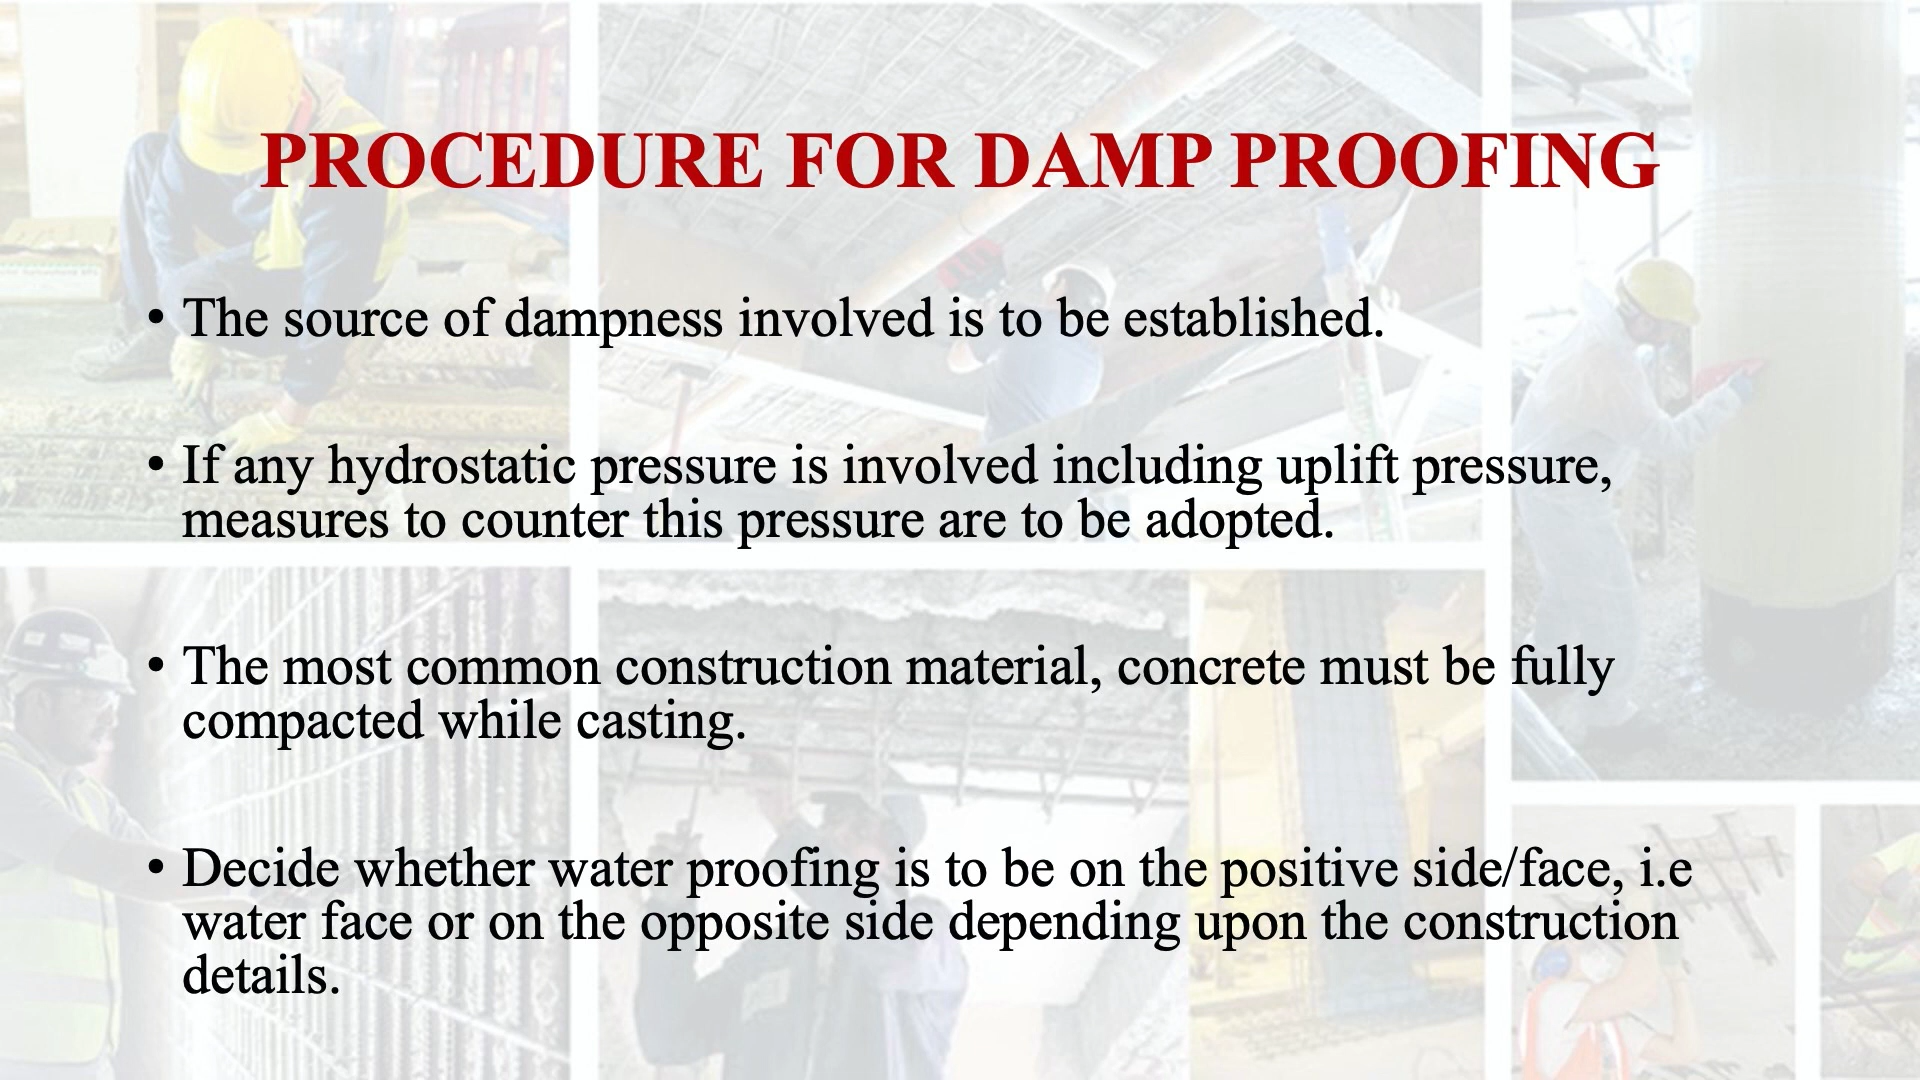 PROCEDURE FOR DAMP PROOFING
• The source of dampness involved is to be established.
• If any hydrostatic pressure is involved including uplift pressure,
measures to counter this pressure are to be adopted.
• The most common construction material, concrete must be fully
compacted while casting.
• Decide whether water proofing is to be on the positive side/face, i.e
water face or on the opposite side depending upon the construction
details.